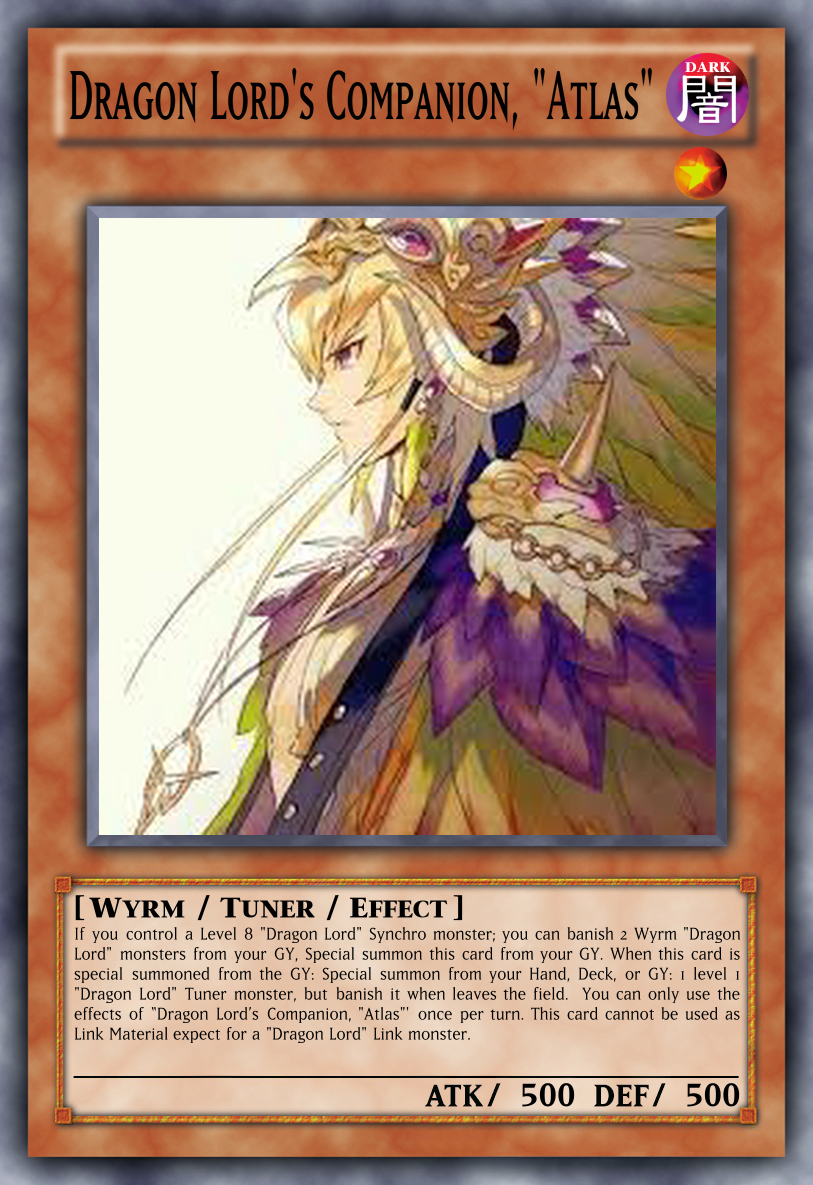 Dragon Lord's Companion, "Atlas"
DARK
闇
[ Wyrm / Tuner / Effect ]
If you control a Level 8 "Dragon Lord" Synchro monster; you can banish 2 Wyrm "Dragon
Lord" monsters from your GY, Special summon this card from your GY. When this card is
special summoned from the GY: Special summon from your Hand, Deck, or GY: 1 level 1
"Dragon Lord" Tuner monster, but banish it when leaves the field. You can only use the
effects of "Dragon Lord's Companion, "Atlas"' once per turn. This card cannot be used as
Link Material expect for a "Dragon Lord" Link monster.
ATK/ 500 DEF/ 500